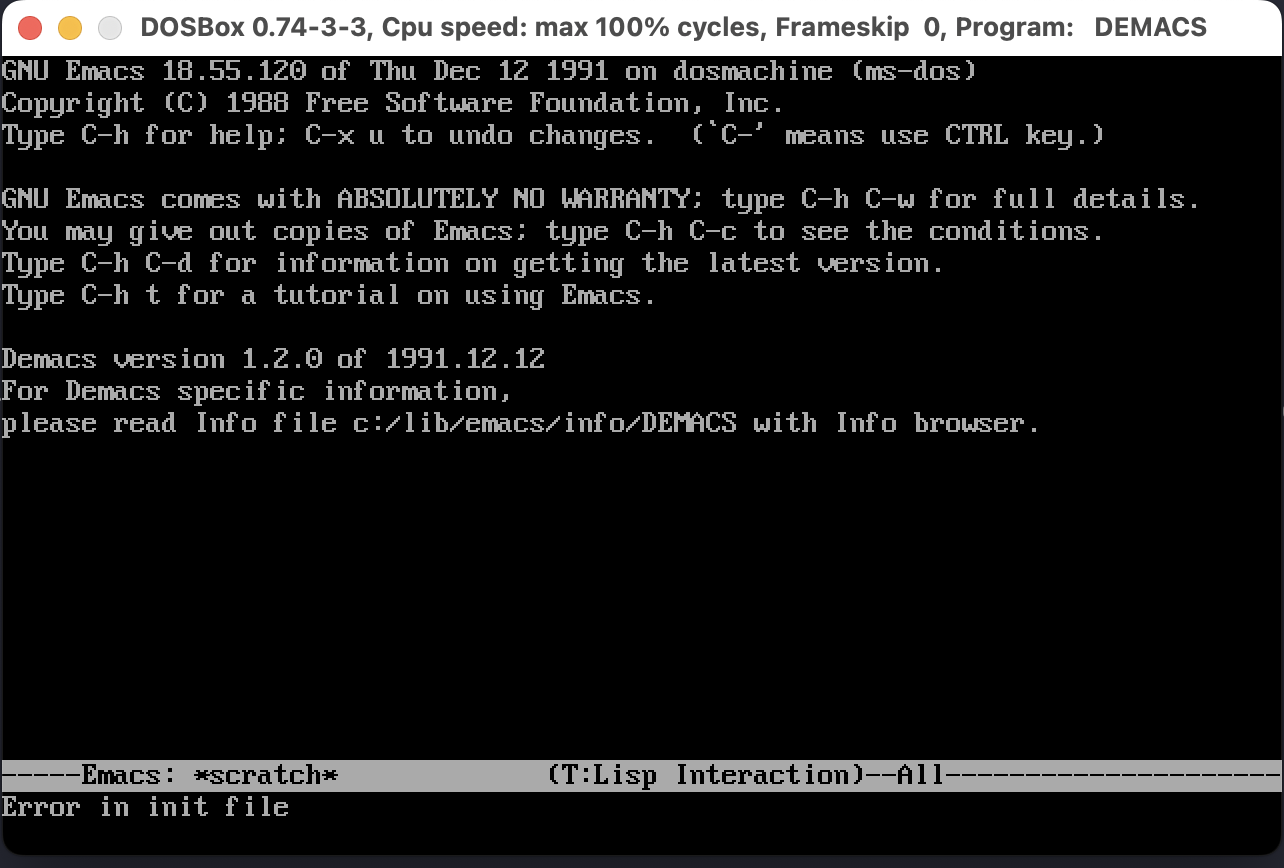 DOSBox 0.74-3-3, Cpu speed: max 100% cycles, Frameskip  0, Program:   DEMACS
GNU Emacs 18.55.120 of Thu Dec 12 1991 on dosmachine (ms-dos)
Copyright (C) 1988 Free Software Foundation, Inc.
Type C-h for help; C-x u to undo changes.  (`C-' means use CTRL key.)
GNU Emacs comes with ABSOLUTELY NO WARRANTY; type C-h C-w for full details.
You may give out copies of Emacs; type C-h C-c to see the conditions.
Type C-h C-d for information on getting the latest version.
Type C-h t for a tutorial on using Emacs.
Demacs version 1.2.0 of 1991.12.12
For Demacs specific information,
please read Info file c:/lib/emacs/info/DEMACS with Info browser.
-----Emacs: *scratch*             (T:Lisp Interaction)--All---------------------
Error in init file